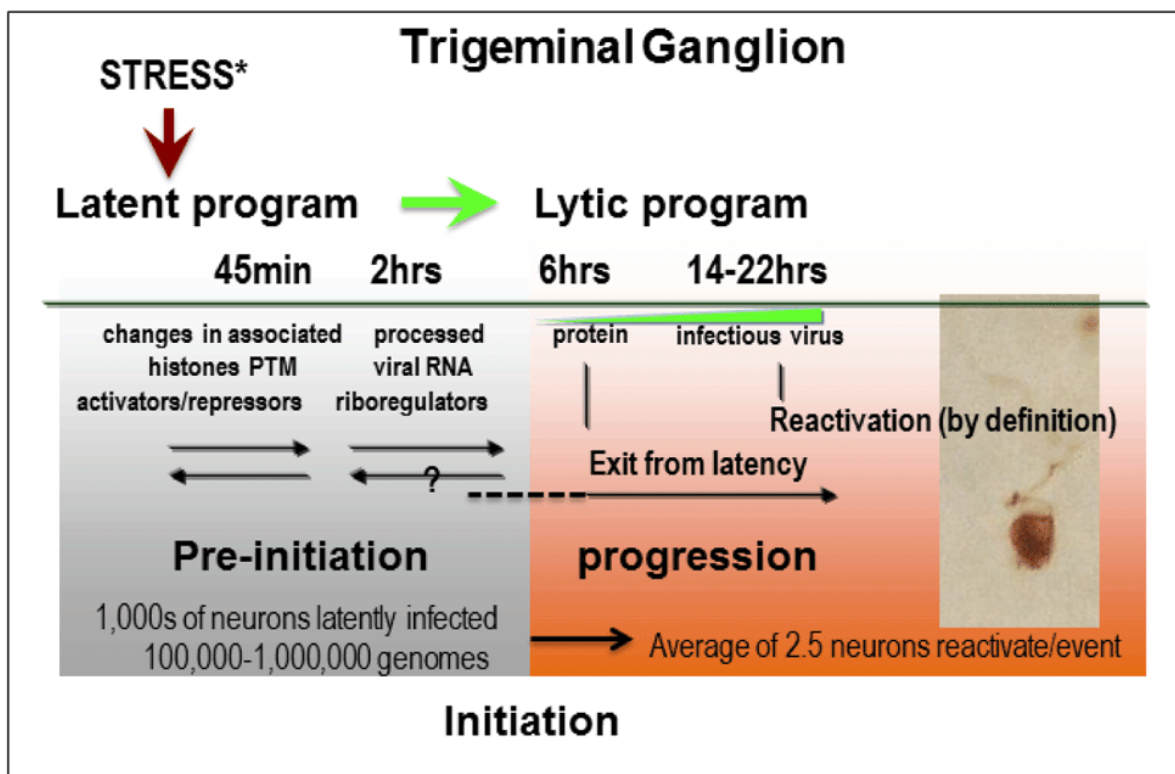 Trigeminal Ganglion
STRESS*
Latent program
Lytic program
45min
2hrs
6hrs
14-22hrs
changes in associated
histones PTM
activators/repressors
processed
viral RNA
riboregulators
protein
infectious virus
Reactivation (by definition)
?
Exit from latency
Pre-initiation
progression
1,000s of neurons latently infected
100,000-1,000,000 genomes
Average of 2.5 neurons reactivate/event
Initiation